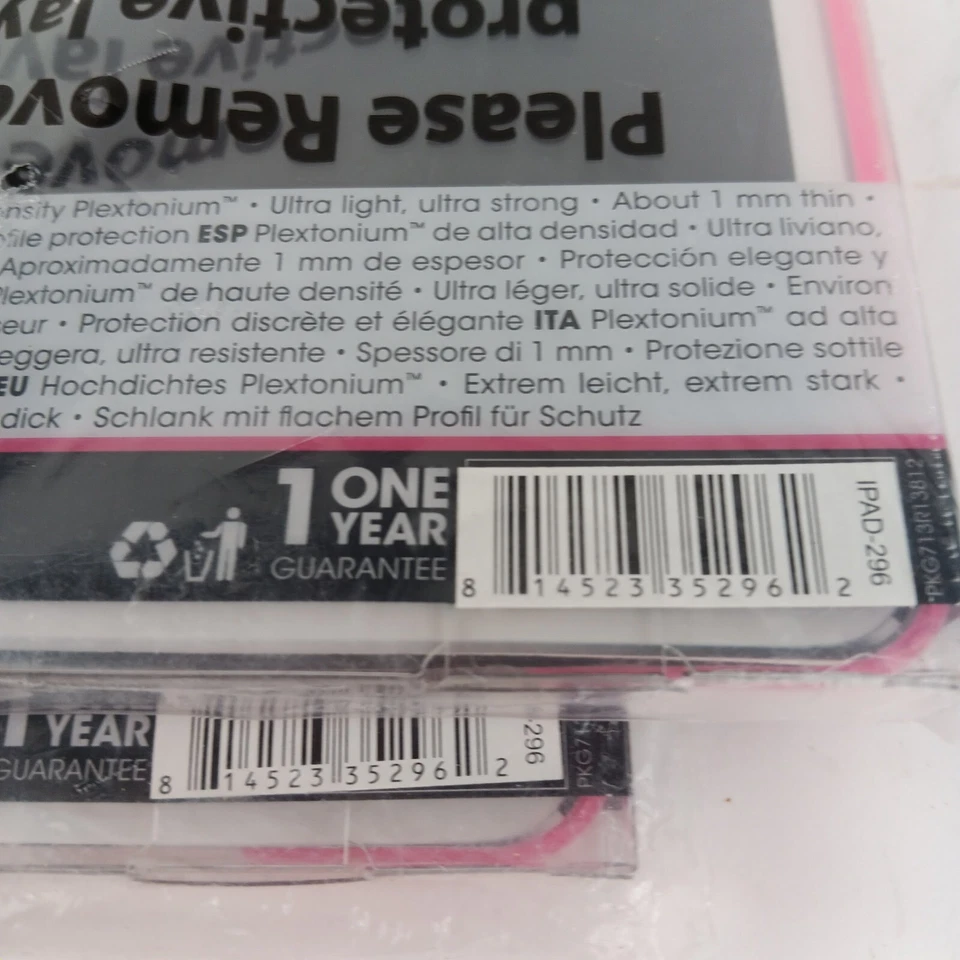 protective
Please Remove
Plextonium™ • Ultra light, ultra strong • About 1 mm thin •
protection ESP Plextonium™ de alta densidad • Ultra liviano,
Aproximadamente 1 mm de espesor • Protección elegante y
Plextonium™ de haute densité • Ultra léger, ultra solide • Environ
• Protection discrète et élégante ITA Plextonium™ ad alta
ultra resistente • Spessore di 1 mm • Protezione sottile
Hochdichtes Plextonium™ • Extrem leicht, extrem stark •
dick • Schlank mit flachem Profil für Schutz
1 ONE
YEAR
GUARANTEE
8 14523 35296 2
IPAD-296
PKG713R13812
1 YEAR
GUARANTEE
8 14523 35296 2
-296
PKG71